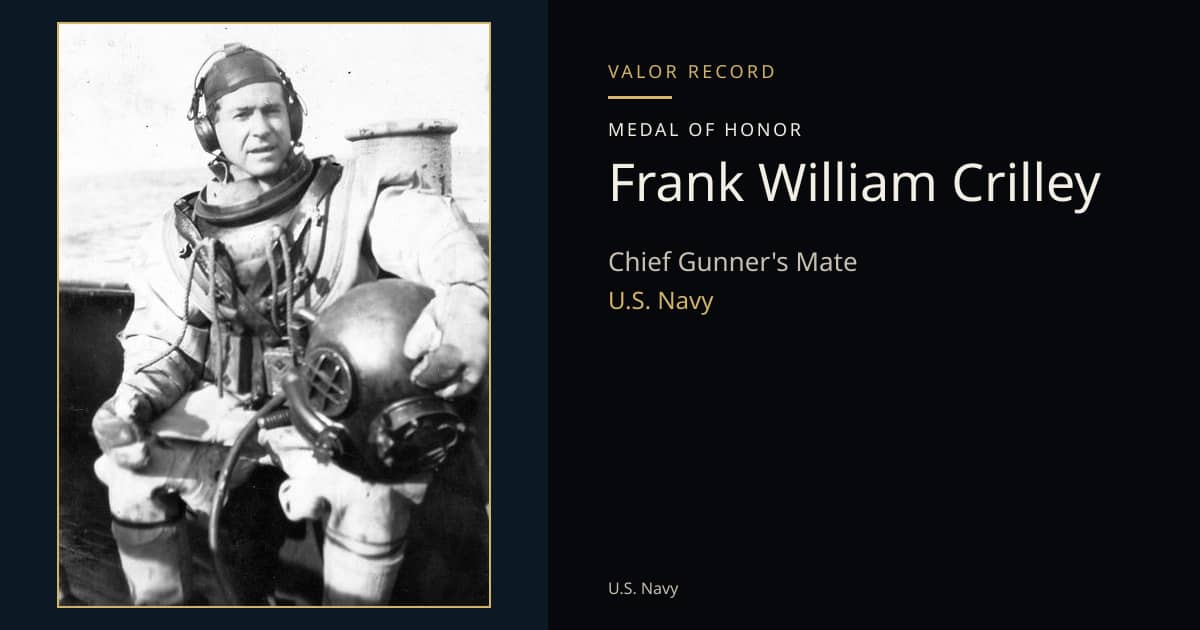 VALOR RECORD
MEDAL OF HONOR
Frank William Crilley
Chief Gunner's Mate
U.S. Navy
U.S. Navy